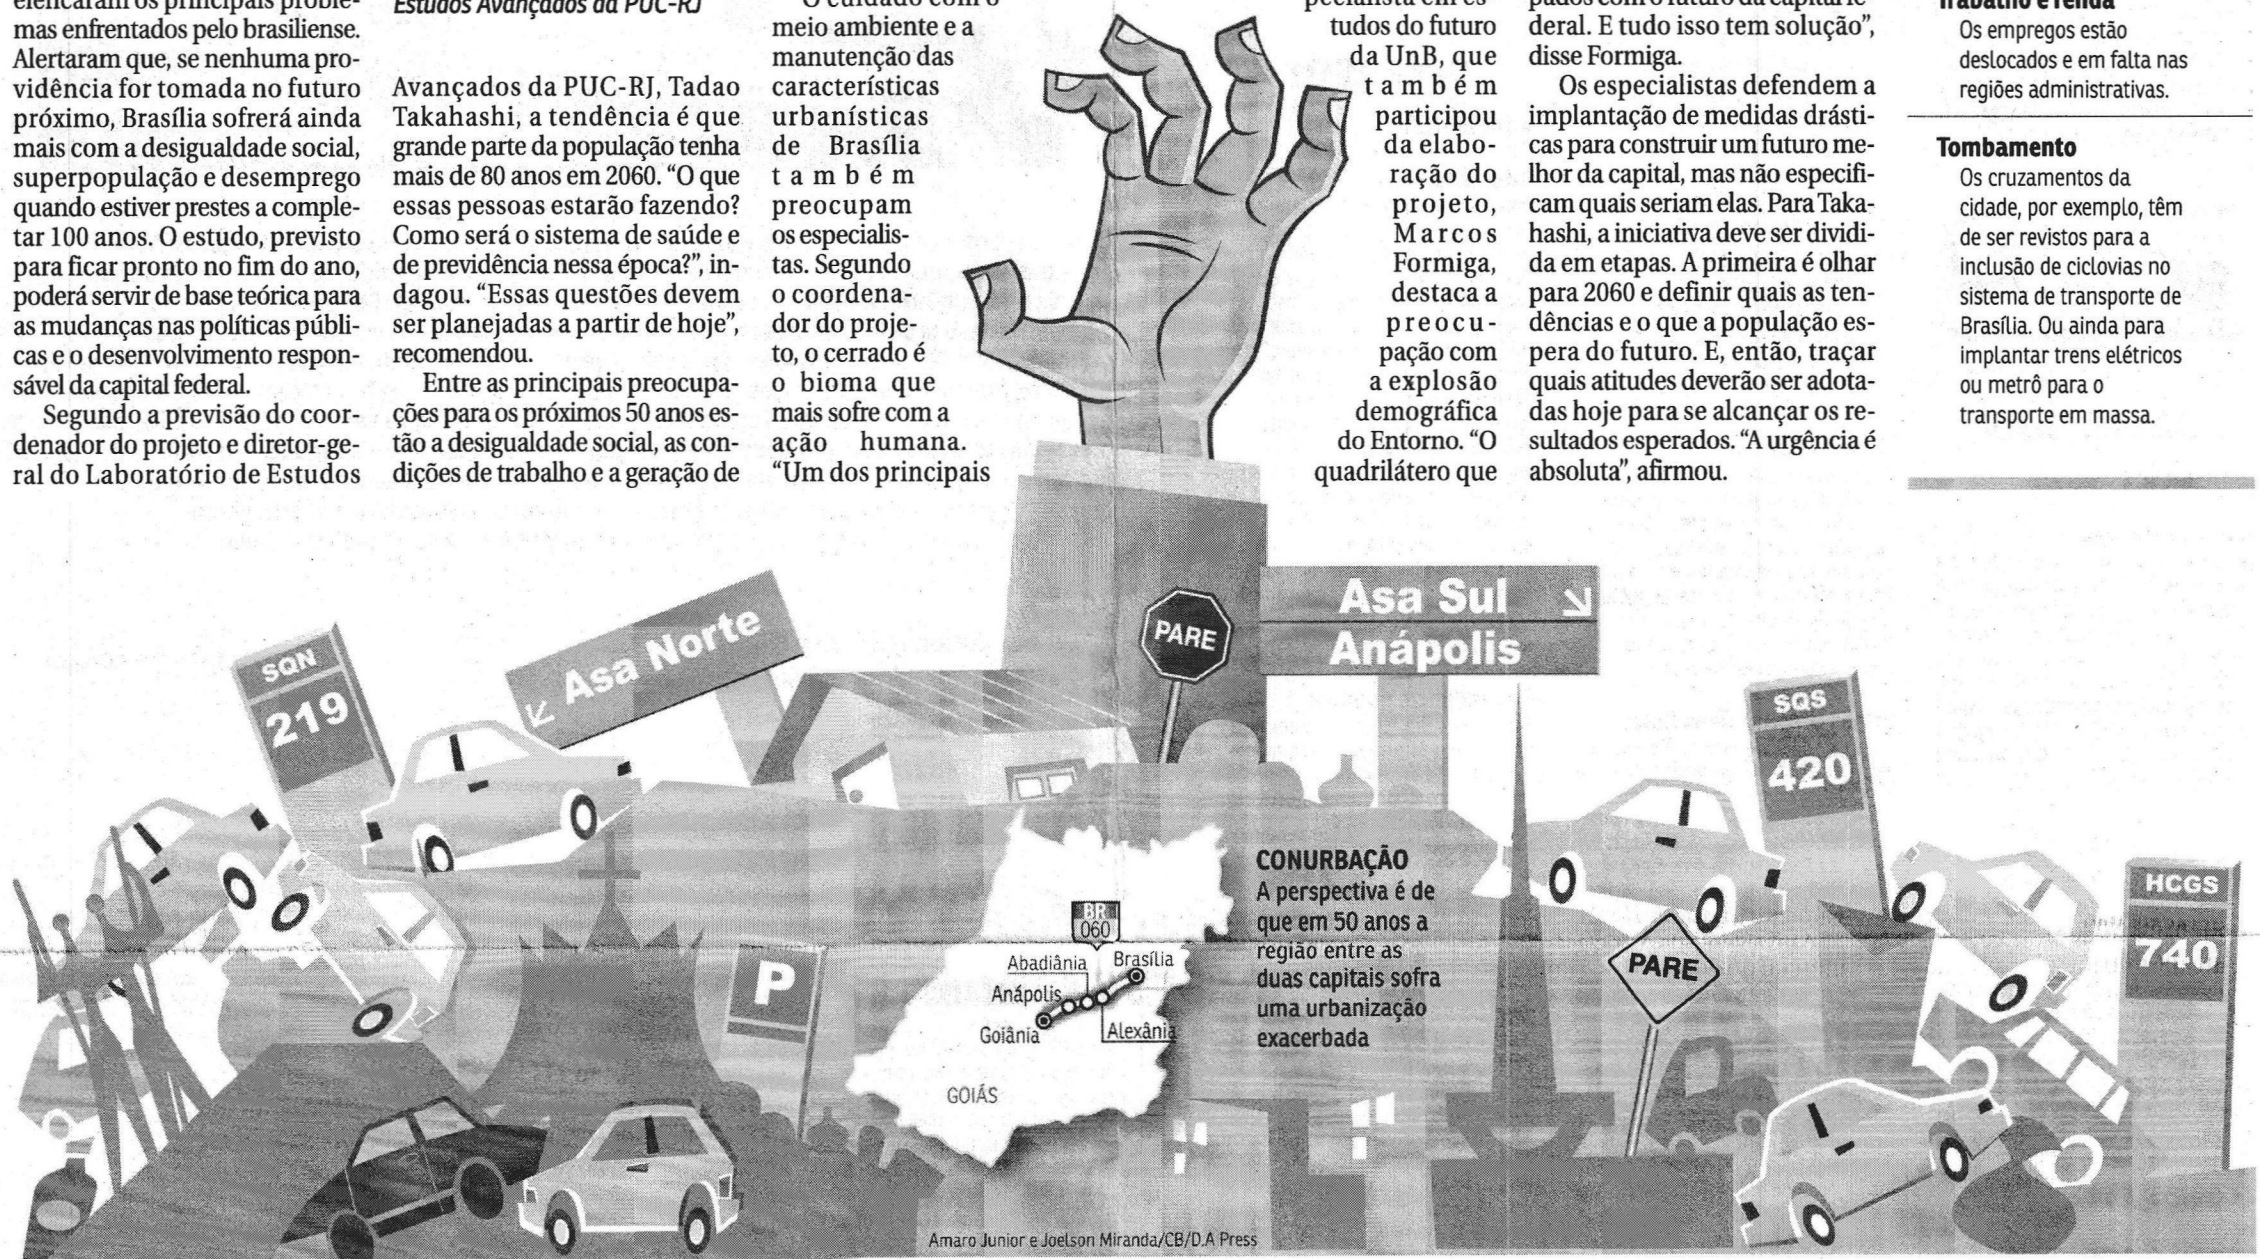 mas enfrentados pelo brasiliense.
Alertaram que, se nenhuma pro-
vidência for tomada no futuro
próximo, Brasília sofrerá ainda
mais com a desigualdade social,
superpopulação e desemprego
quando estiver prestes a comple-
tar 100 anos. O estudo, previsto
para ficar pronto no fim do ano,
poderá servir de base teórica para
as mudanças nas políticas públi-
cas e o desenvolvimento respon-
sável da capital federal.
Segundo a previsão do coor-
denador do projeto e diretor-ge-
ral do Laboratório de Estudos
Estudos Avançados da PUC-RJ
Avançados da PUC-RJ, Tadao
Takahashi, a tendência é que
grande parte da população tenha
mais de 80 anos em 2060. “O que
essas pessoas estarão fazendo?
Como será o sistema de saúde e
de previdência nessa época?”, in-
dagou. “Essas questões devem
ser planejadas a partir de hoje”,
recomendou.
Entre as principais preocupa-
ções para os próximos 50 anos es-
tão a desigualdade social, as con-
dições de trabalho e a geração de
O cuidado com o
meio ambiente e a
manutenção das
características
urbanísticas
de Brasília
também
preocupam
os especialis-
tas. Segundo
o coordena-
dor do proje-
to, o cerrado é
o bioma que
mais sofre com a
ação humana.
“Um dos principais
tudos do futuro
da UnB, que
também
participou
da elabo-
ração do
projeto,
Marcos
Formiga,
destaca a
preocu-
pação com
a explosão
demográfica
do Entorno. “O
quadrilátero que
deral. E tudo isso tem solução”,
disse Formiga.
Os especialistas defendem a
implantação de medidas drásti-
cas para construir um futuro me-
lhor da capital, mas não especifi-
cam quais seriam elas. Para Taka-
hashi, a iniciativa deve ser dividi-
da em etapas. A primeira é olhar
para 2060 e definir quais as ten-
dências e o que a população es-
pera do futuro. E, então, traçar
quais atitudes deverão ser adota-
das hoje para se alcançar os re-
sultados esperados. “A urgência é
absoluta”, afirmou.
Trabalho e renda
Os empregos estão
deslocados e em falta nas
regiões administrativas.
Tombamento
Os cruzamentos da
cidade, por exemplo, têm
de ser revistos para a
inclusão de ciclovias no
sistema de transporte de
Brasília. Ou ainda para
implantar trens elétricos
ou metrô para o
transporte em massa.
SQN
219
Asa Norte
PARE
Asa Sul
Anápolis
SQS
420
HCGS
740
P
PARE
CONURBAÇÃO
A perspectiva é de
que em 50 anos a
região entre as
duas capitais sofra
uma urbanização
exacerbada
BR
060
Abadiânia
Brasília
Anápolis
Goiânia
Alexânia
GOIÁS
Amaro Junior e Joelson Miranda/CB/D.A Press